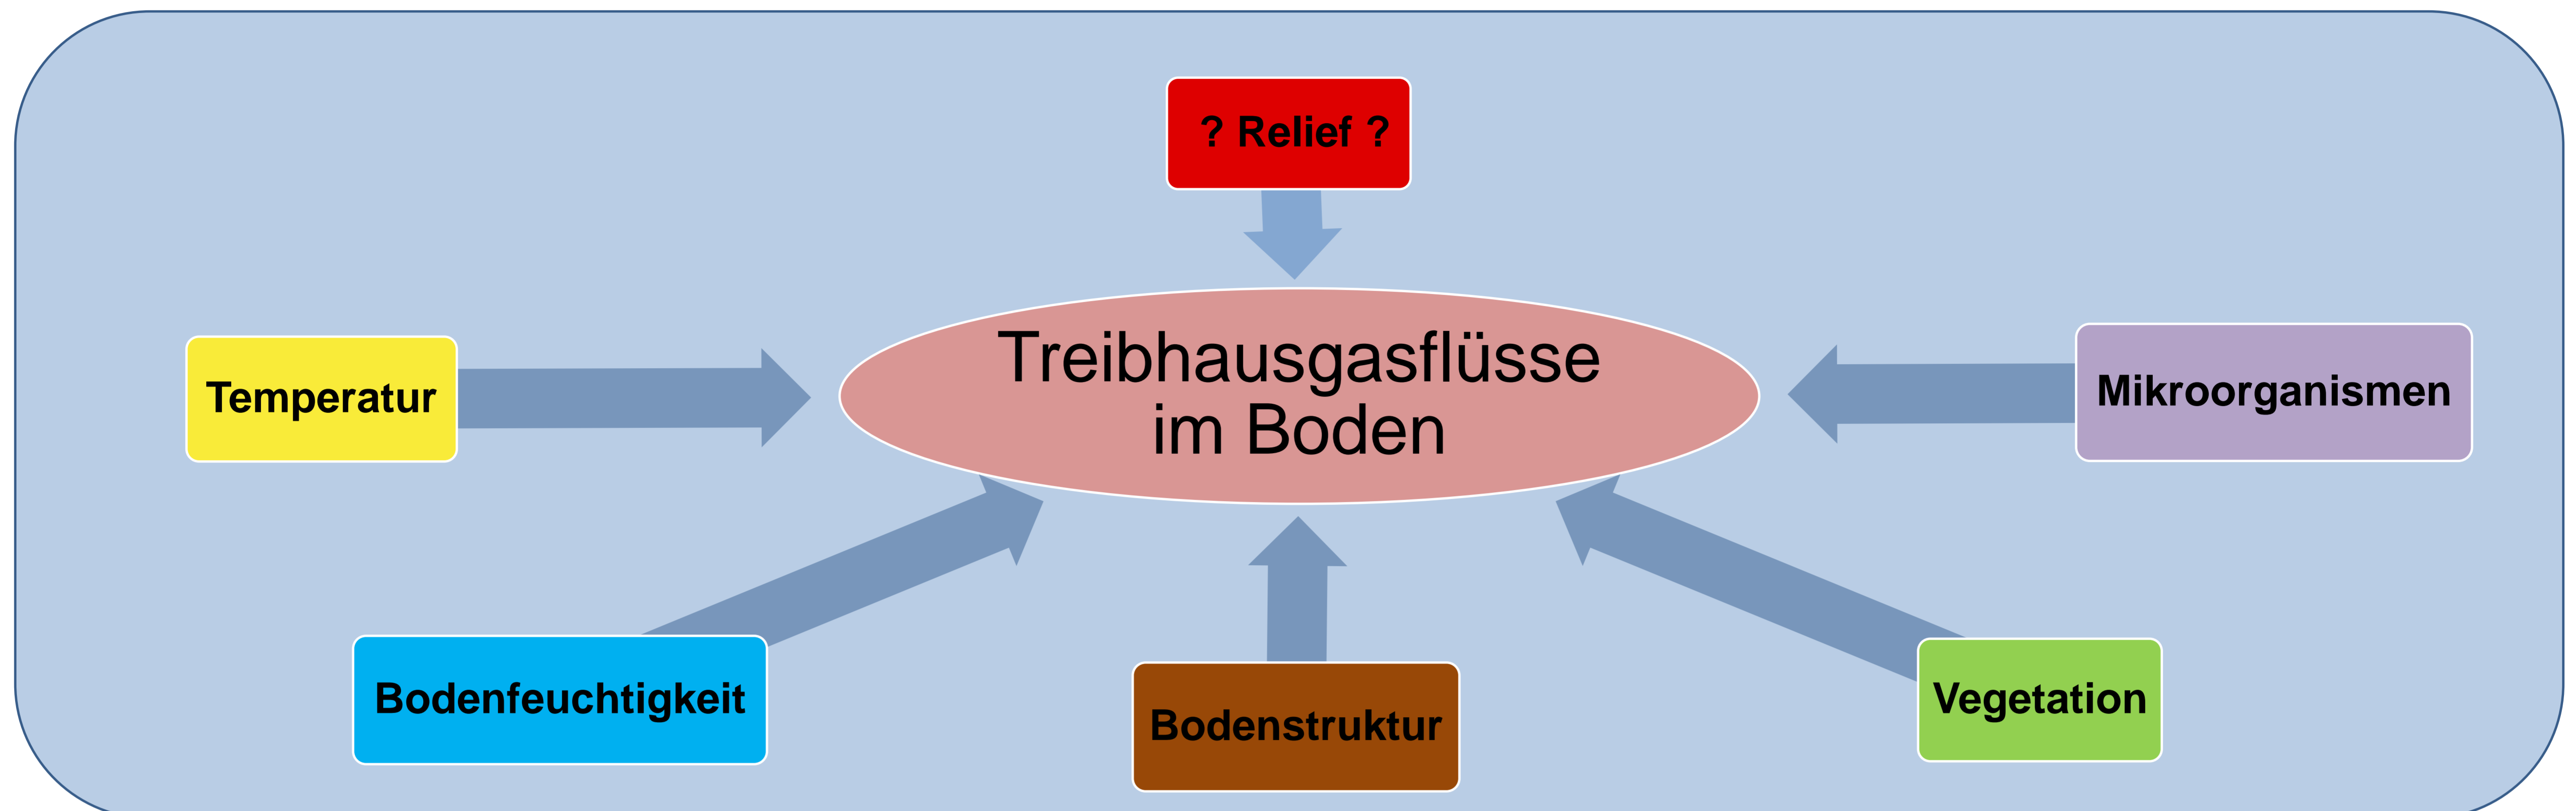 ? Relief ?
Treibhausgasflüsse
im Boden
Temperatur
Mikroorganismen
Bodenfeuchtigkeit
Bodenstruktur
Vegetation